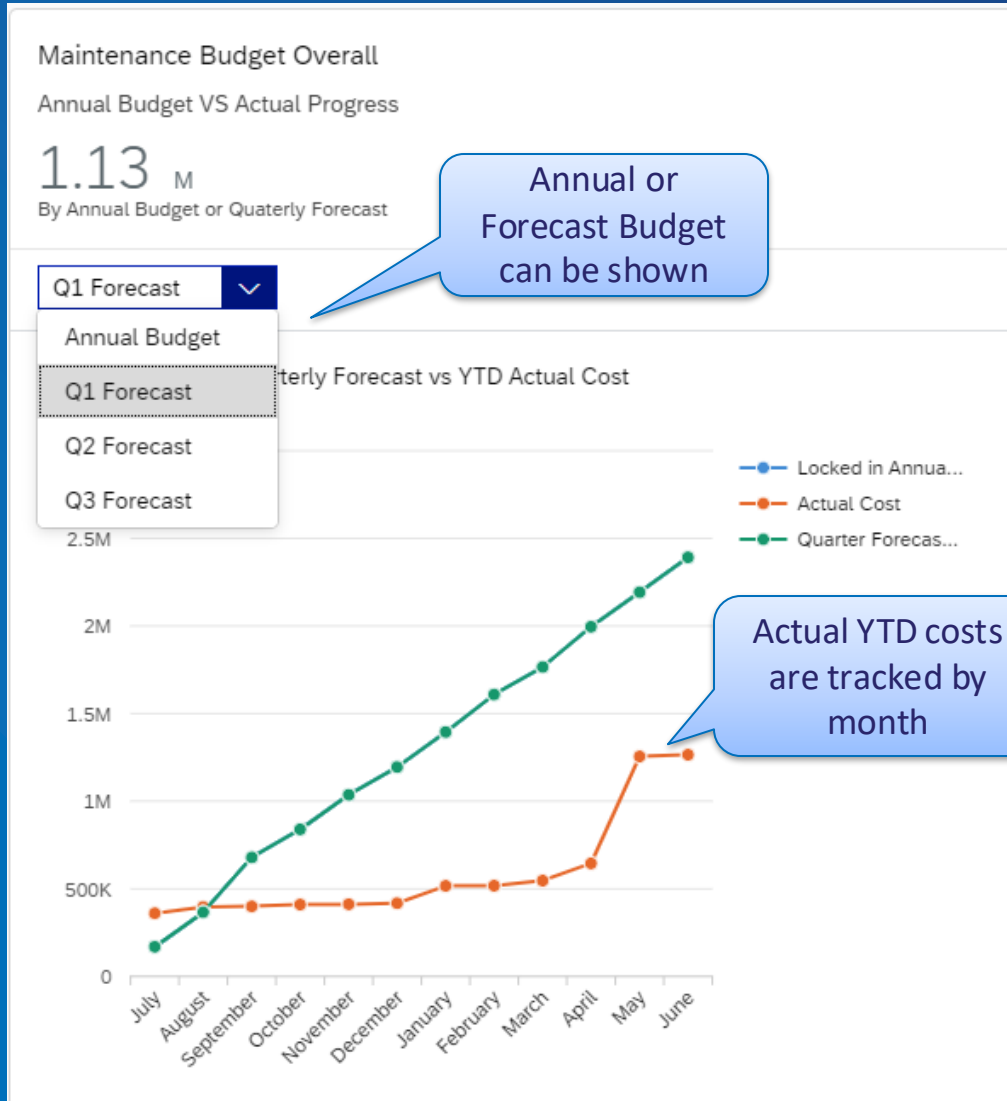 Maintenance Budget Overall
Annual Budget VS Actual Progress
1.13 M
By Annual Budget or Quaterly Forecast
Annual or
Forecast Budget
can be shown
Q1 Forecast
Annual Budget
Q1 Forecast
Q2 Forecast
Q3 Forecast
terly Forecast vs YTD Actual Cost
Locked in Annua...
Actual Cost
Quarter Forecas...
2.5M
2M
1.5M
1M
500K
0
Actual YTD costs
are tracked by
month
July
August
September
October
November
December
January
February
March
April
May
June